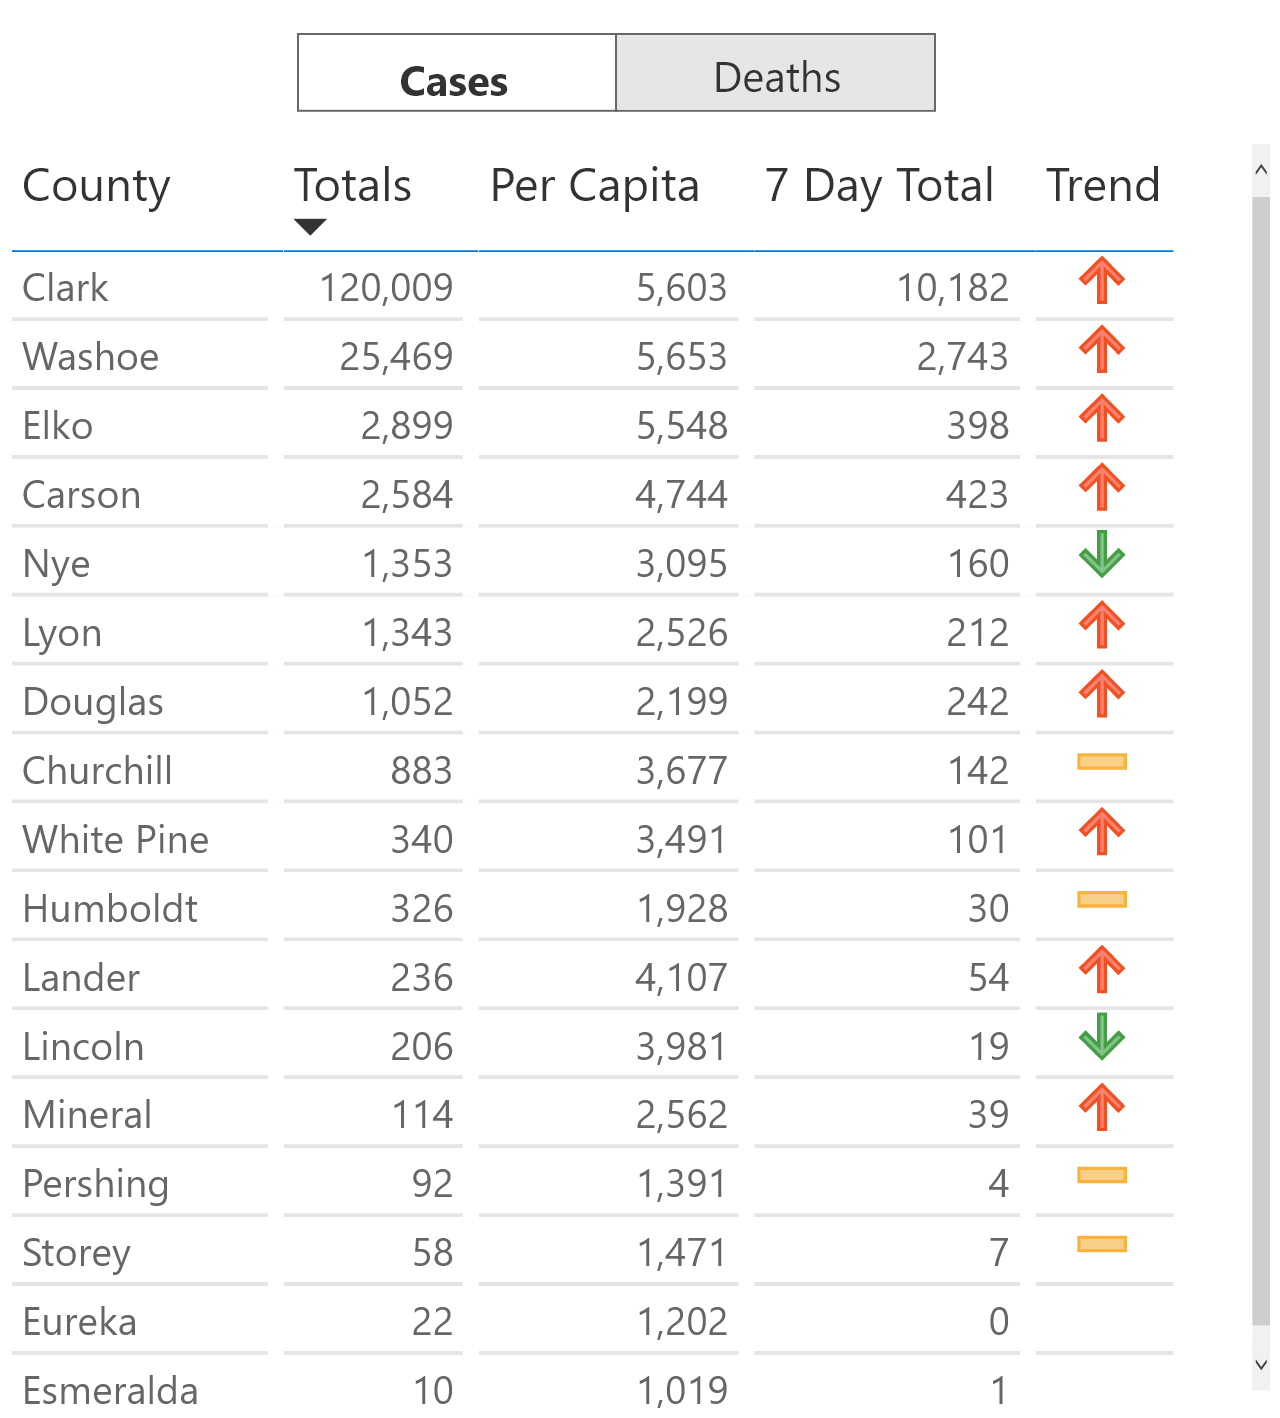 Cases Deaths
County Totals Per Capita 7 Day Total Trend
Clark 120,009 5,603 10,182
Washoe 25,469 5,653 2,743
Elko 2,899 5,548 398
Carson 2,584 4,744 423
Nye 1,353 3,095 160
Lyon 1,343 2,526 212
Douglas 1,052 2,199 242
Churchill 883 3,677 142
White Pine 340 3,491 101
Humboldt 326 1,928 30
Lander 236 4,107 54
Lincoln 206 3,981 19
Mineral 114 2,562 39
Pershing 92 1,391 4
Storey 58 1,471 7
Eureka 22 1,202 0
Esmeralda 10 1,019 1